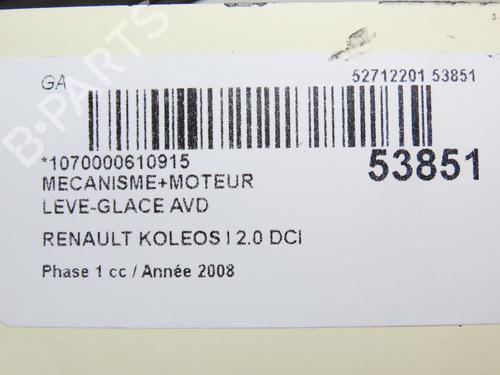 GA
52712201 53851
*1070000610915
53851
MECANISME+MOTEUR
LEVE-GLACE AVD
RENAULT KOLEOS I 2.0 DCI
Phase 1 cc / Année 2008
B-PARTS